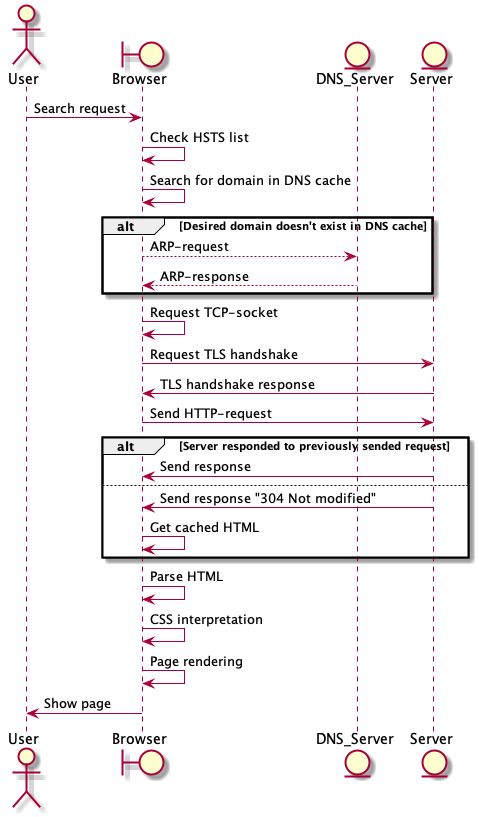 User Browser DNS_Server Server
Search request
Check HSTS list
Search for domain in DNS cache
alt [Desired domain doesn't exist in DNS cache]
ARP-request
ARP-response
Request TCP-socket
Request TLS handshake
TLS handshake response
Send HTTP-request
alt [Server responded to previously sended request]
Send response
Send response "304 Not modified"
Get cached HTML
Parse HTML
CSS interpretation
Page rendering
Show page
User Browser DNS_Server Server